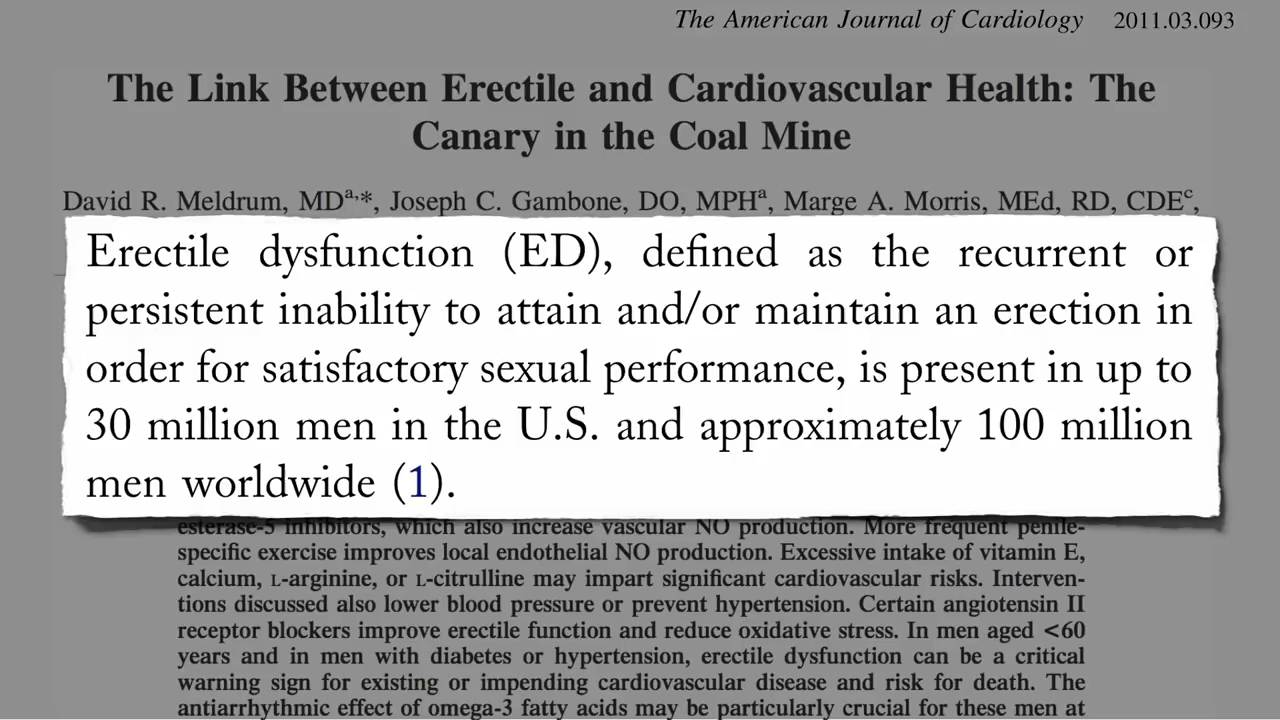 The American Journal of Cardiology 2011.03.093
The Link Between Erectile and Cardiovascular Health: The
Canary in the Coal Mine
David R. Meldrum, MDa,*, Joseph C. Gambone, DO, MPHa, Marge A. Morris, MEd, RD, CDEc,
Erectile dysfunction (ED), defined as the recurrent or
persistent inability to attain and/or maintain an erection in
order for satisfactory sexual performance, is present in up to
30 million men in the U.S. and approximately 100 million
men worldwide (1).
esterase-5 inhibitors, which also increase vascular NO production. More frequent penile-
specific exercise improves local endothelial NO production. Excessive intake of vitamin E,
calcium, L-arginine, or L-citrulline may impart significant cardiovascular risks. Interven-
tions discussed also lower blood pressure or prevent hypertension. Certain angiotensin II
receptor blockers improve erectile function and reduce oxidative stress. In men aged <60
years and in men with diabetes or hypertension, erectile dysfunction can be a critical
warning sign for existing or impending cardiovascular disease and risk for death. The
antiarrhythmic effect of omega-3 fatty acids may be particularly crucial for these men at